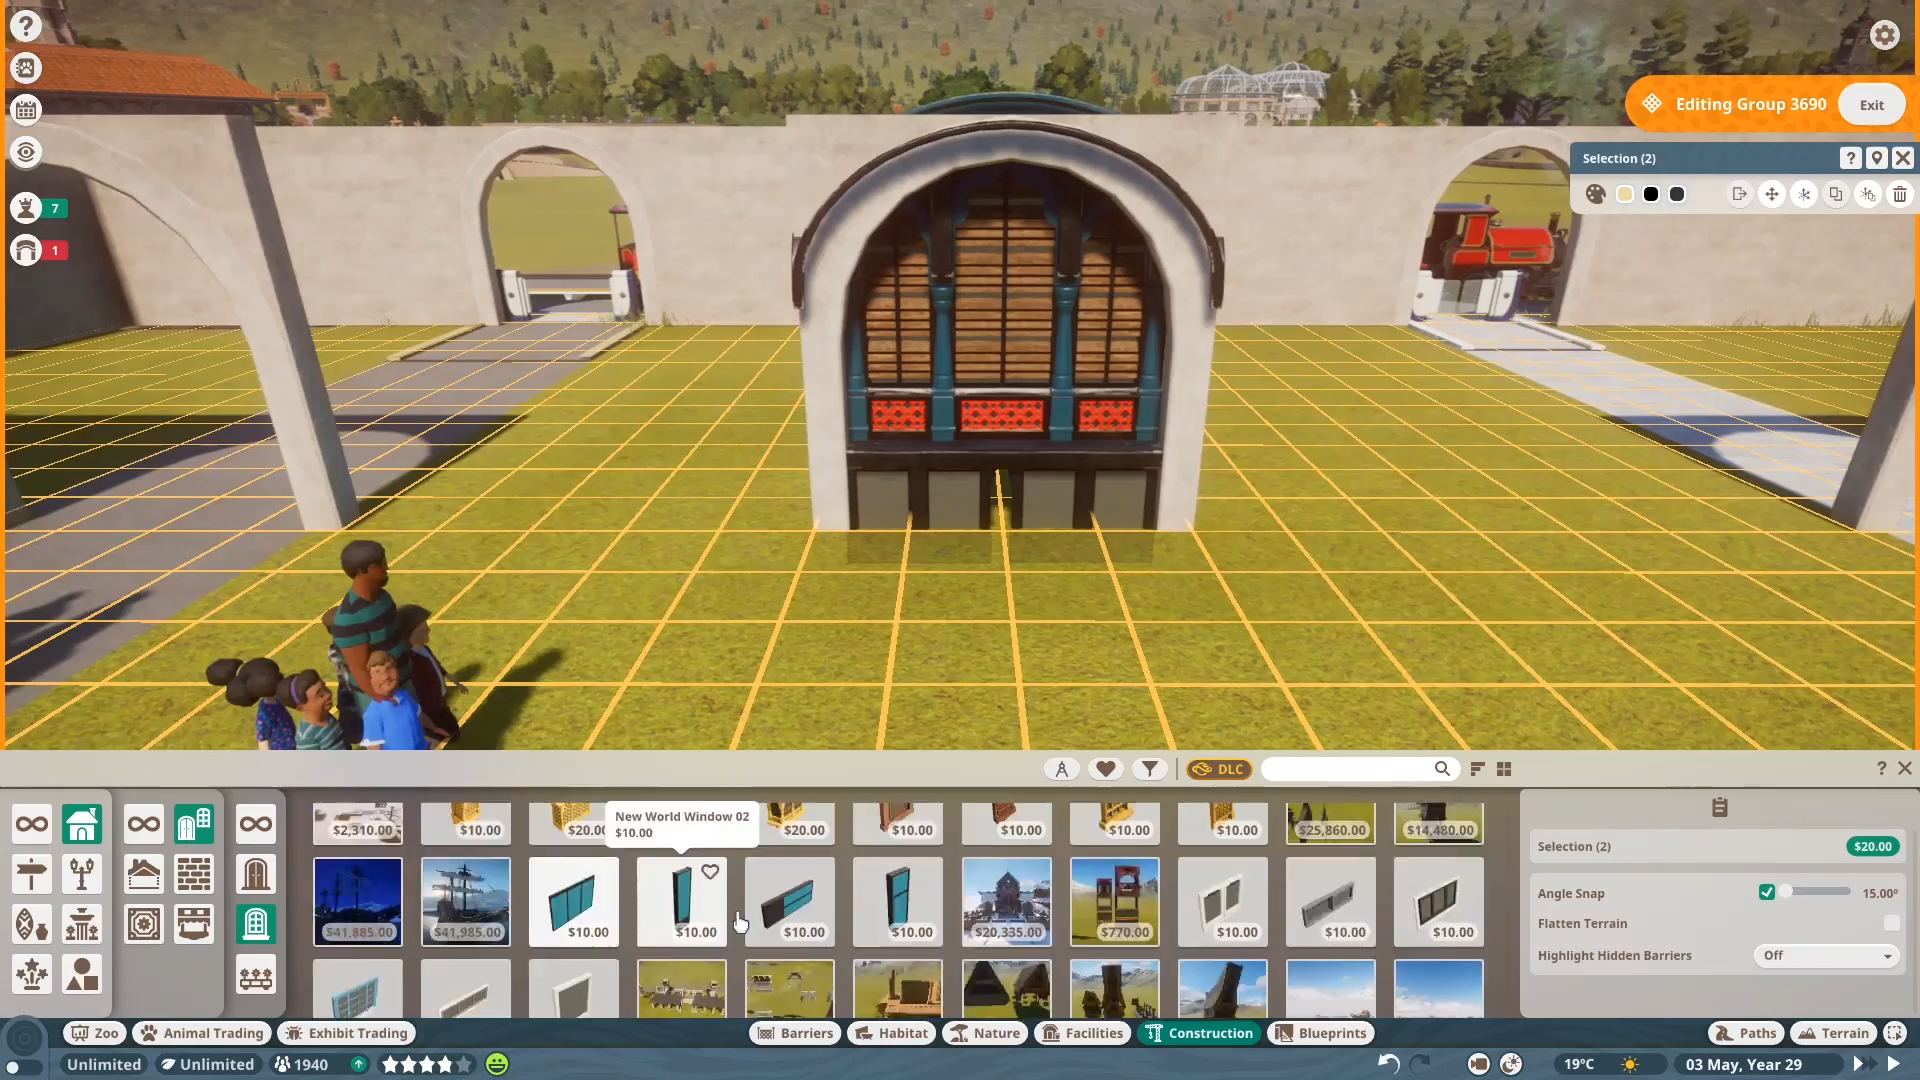 ?
Editing Group 3690
Exit
Selection (2)
?
7
1
DLC
?
$2,310.00
$10.00
$20.00
New World Window 02
$10.00
$20.00
$10.00
$10.00
$10.00
$10.00
$25,860.00
$14,480.00
$41,885.00
$41,985.00
$10.00
$10.00
$10.00
$10.00
$20,335.00
$770.00
$10.00
$10.00
$10.00
Selection (2)
$20.00
Angle Snap
15.00°
Flatten Terrain
Highlight Hidden Barriers
Off
Zoo
Animal Trading
Exhibit Trading
Barriers
Habitat
Nature
Facilities
Construction
Blueprints
Paths
Terrain
Unlimited
Unlimited
1940
19°C
03 May, Year 29